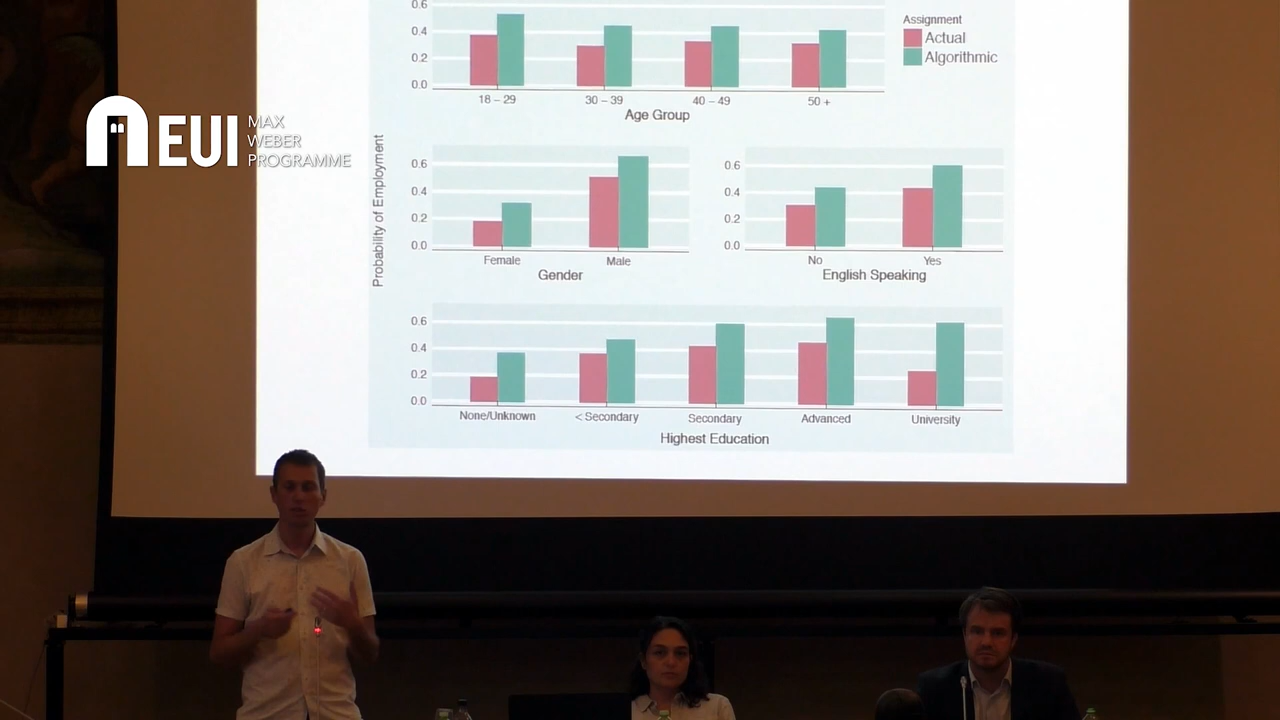 EUI
MAX
WEBER
PROGRAMME
0.6
0.4
0.2
0.0
18 – 29
30 – 39
40 – 49
50 +
Age Group
Assignment
Actual
Algorithmic
Probability of Employment
0.6
0.4
0.2
0.0
Female
Male
Gender
0.6
0.4
0.2
0.0
No
Yes
English Speaking
0.6
0.4
0.2
0.0
None/Unknown
< Secondary
Secondary
Advanced
University
Highest Education